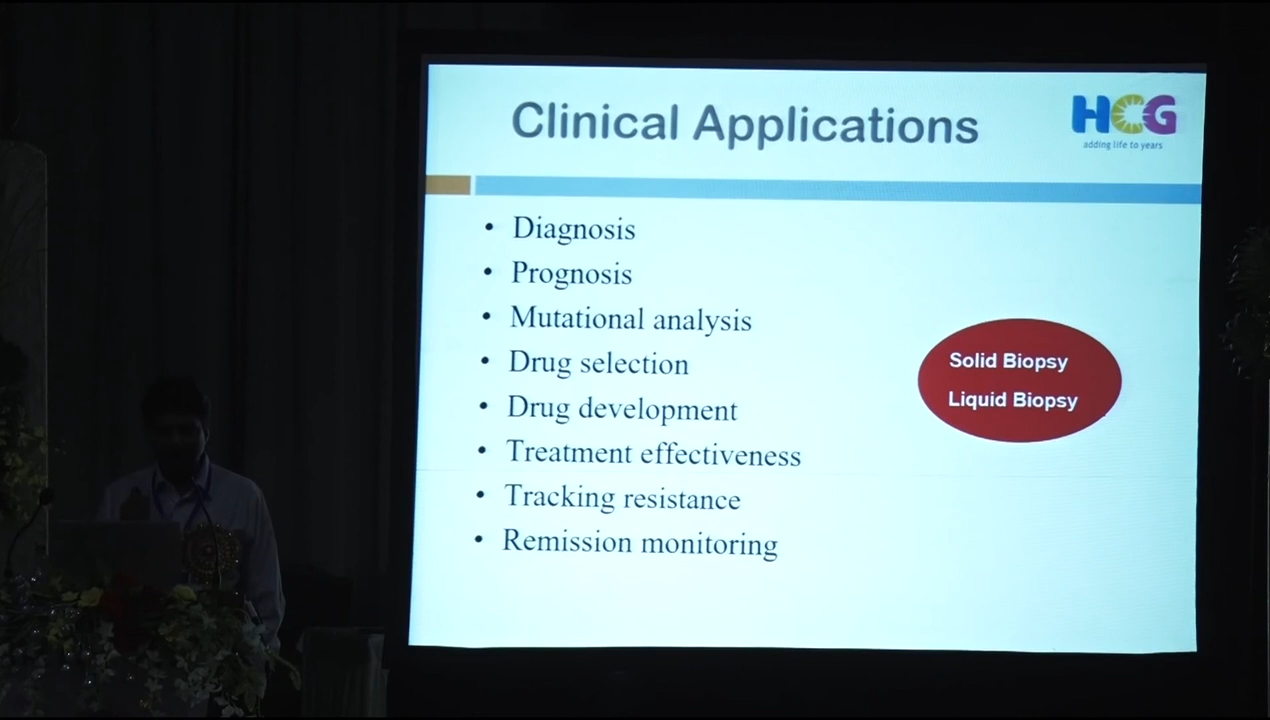 Clinical Applications
HCG
adding life to years
• Diagnosis
• Prognosis
• Mutational analysis
• Drug selection
• Drug development
• Treatment effectiveness
• Tracking resistance
• Remission monitoring
Solid Biopsy
Liquid Biopsy